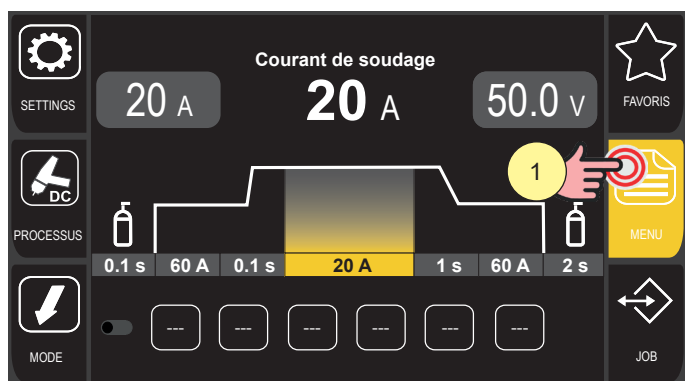 SETTINGS
PROCESSUS
DC
MODE
Courant de soudage
20 A
20 A
50.0 V
1
0.1 s 60 A 0.1 s 20 A 1 s 60 A 2 s
--- --- --- --- --- ---
FAVORIS
MENU
JOB